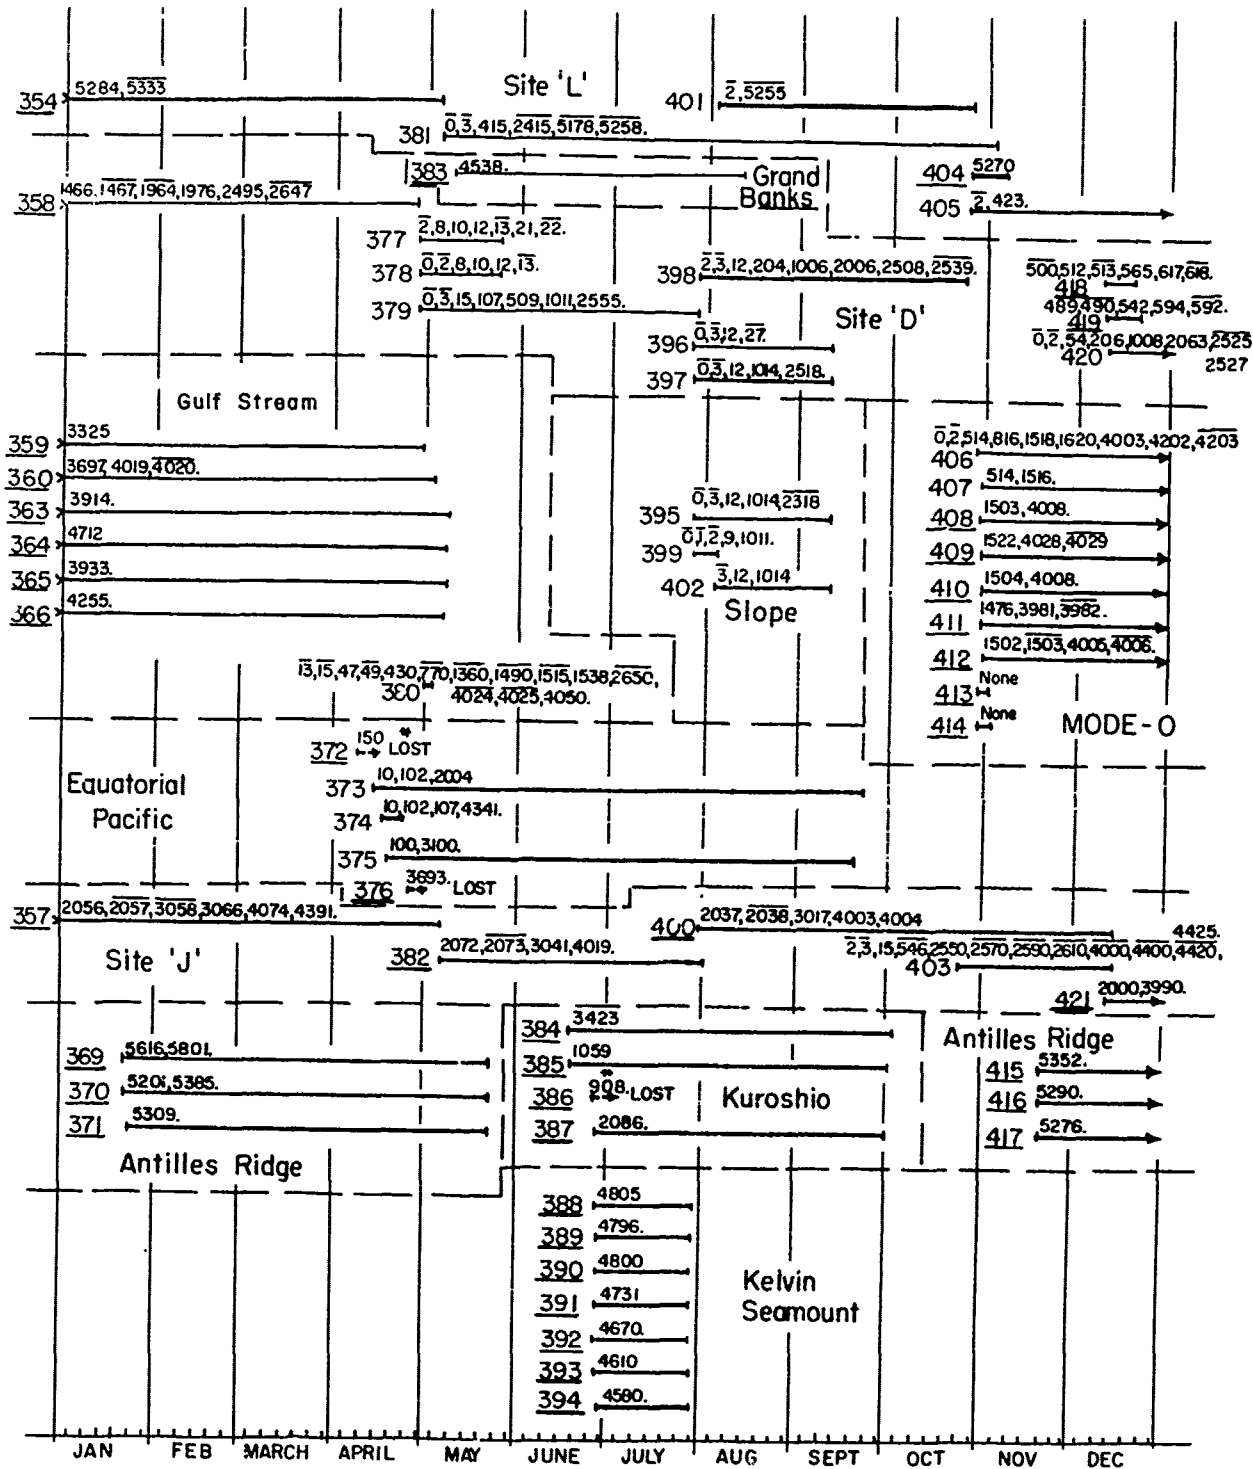 Site 'L'
354 5284, 5333
401 2, 5255
381 0, 3, 415, 2415, 5178, 5258.
383 4538.
Grand
Banks
404 5270
358 466, 1467, 1964, 1976, 2495, 2647
405 2, 423.
377 2, 8, 10, 12, 13, 21, 22.
378 0, 2, 8, 10, 12, 13.
398 2, 3, 12, 204, 1006, 2006, 2508, 2539.
500, 512, 513, 565, 617, 618.
418
379 0, 3, 15, 107, 509, 1011, 2555.
Site 'D'
489, 490, 542, 594, 592.
419
396 0, 3, 12, 27.
0, 2, 54, 206, 1008, 2063, 2525
420 2527
397 0, 3, 12, 1014, 2518.
Gulf Stream
359 3325
0, 2, 514, 816, 1518, 1620, 4003, 4202, 4203
406
360 3697, 4019, 4020.
407 514, 1516.
363 3914.
395 0, 3, 12, 1014, 2318
408 1503, 4008.
364 4712
399 0, 1, 2, 9, 1011.
409 1522, 4028, 4029
365 3933.
402 3, 12, 1014
410 1504, 4008.
366 4255.
Slope
411 1476, 3981, 3982.
412 1502, 1503, 4005, 4006.
13, 15, 47, 49, 430, 770, 1360, 1490, 1515, 1538, 2650,
380 4024, 4025, 4050.
413 None
414 None
MODE-O
372 150 * LOST
Equatorial
Pacific
373 10, 102, 2004
374 10, 102, 107, 4341.
375 100, 3100.
376 3693. LOST
357 2056, 2057, 3058, 3066, 4074, 4391.
400 2037, 2038, 3017, 4003, 4004
4425.
2, 3, 15, 546, 2550, 2570, 2590, 2610, 4000, 4400, 4420,
403
Site 'J'
382 2072, 2073, 3041, 4019.
421 2000, 3990.
384 3423
Antilles Ridge
369 5616, 5801.
385 1059
415 5352.
370 5201, 5385.
386 908. * LOST
Kuroshio
416 5290.
371 5309.
387 2086.
417 5276.
Antilles Ridge
388 4805
389 4796.
390 4800
Kelvin
Seamount
391 4731
392 4670.
393 4610
394 4580.
JAN FEB MARCH APRIL MAY JUNE JULY AUG SEPT OCT NOV DEC